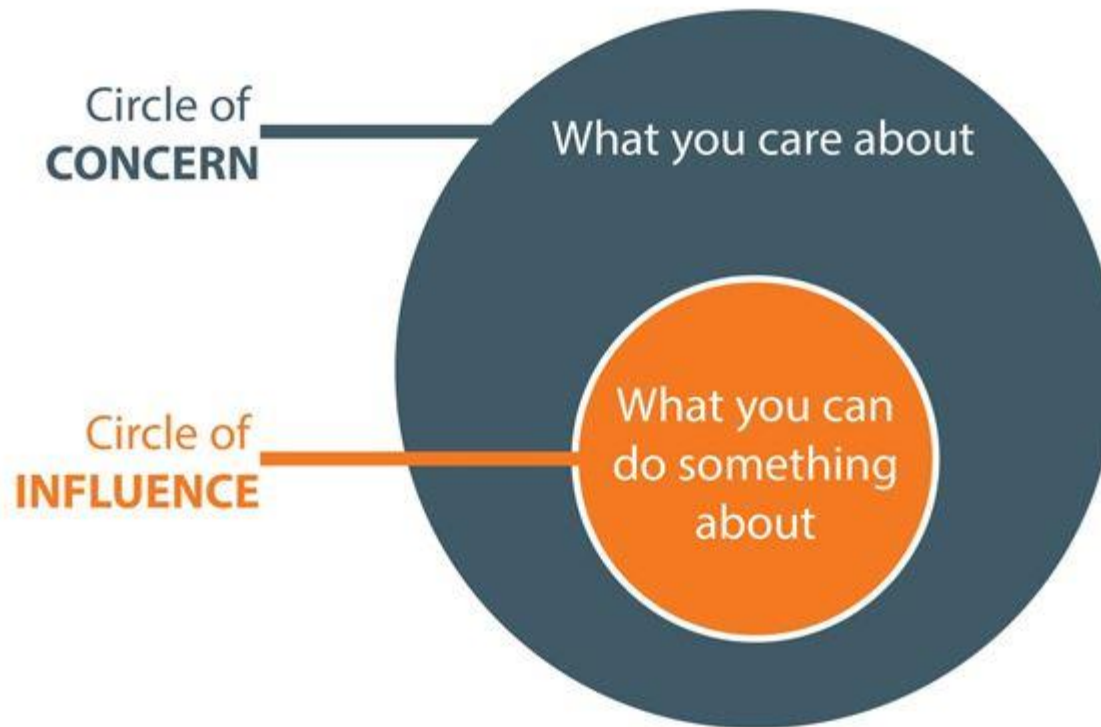 Circle of
CONCERN
What you care about
Circle of
INFLUENCE
What you can
do something
about